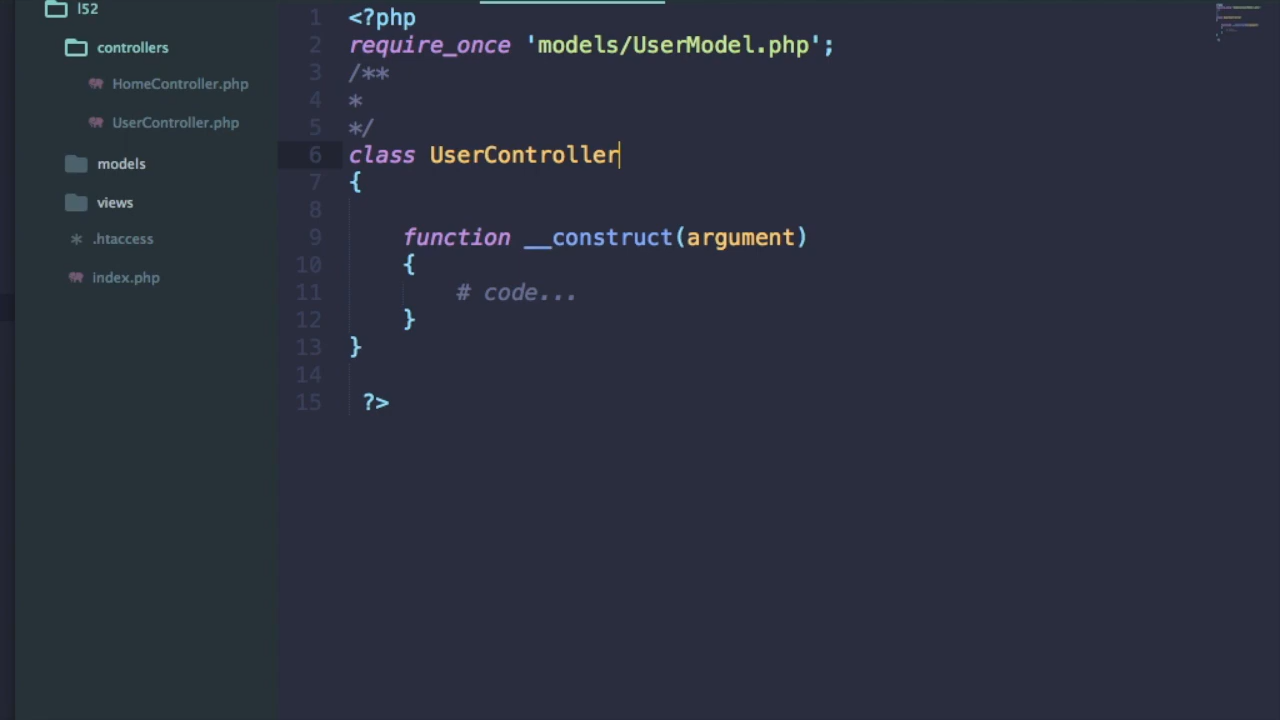 l52
controllers
HomeController.php
UserController.php
models
views
.htaccess
index.php
1 <?php
2 require_once 'models/UserModel.php';
3 /**
4 *
5 */
6 class UserController
7 {
8
9 function __construct(argument)
10 {
11 # code...
12 }
13 }
14
15 ?>